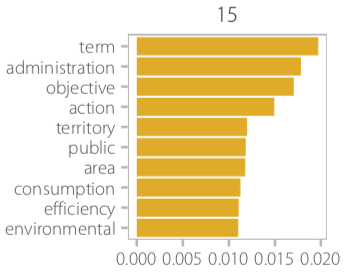 15
term
administration
objective
action
territory
public
area
consumption
efficiency
environmental
0.000 0.005 0.010 0.015 0.020